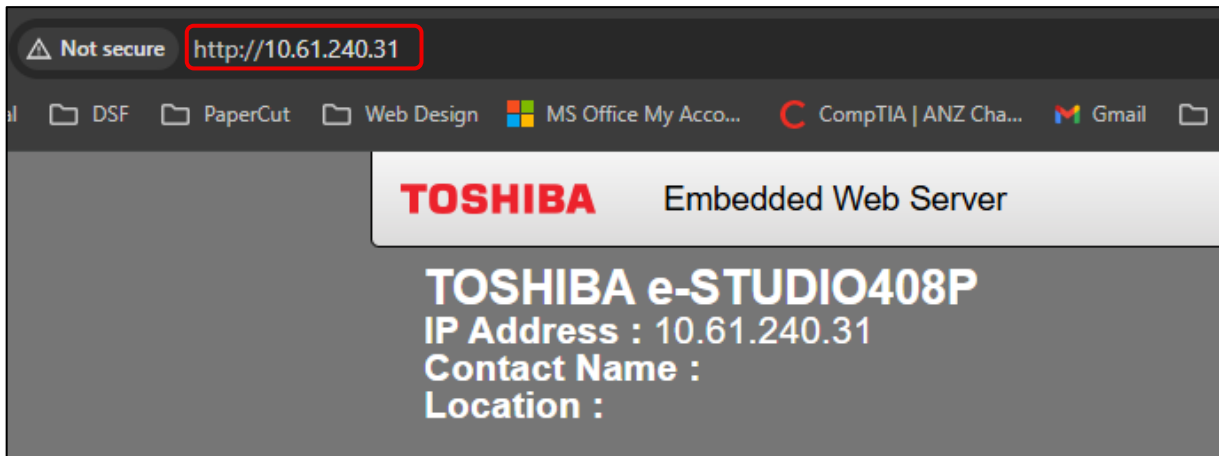 Not secure http://10.61.240.31
al DSF PaperCut Web Design MS Office My Acco... CompTIA | ANZ Cha... Gmail
TOSHIBA Embedded Web Server
TOSHIBA e-STUDIO408P
IP Address : 10.61.240.31
Contact Name :
Location :